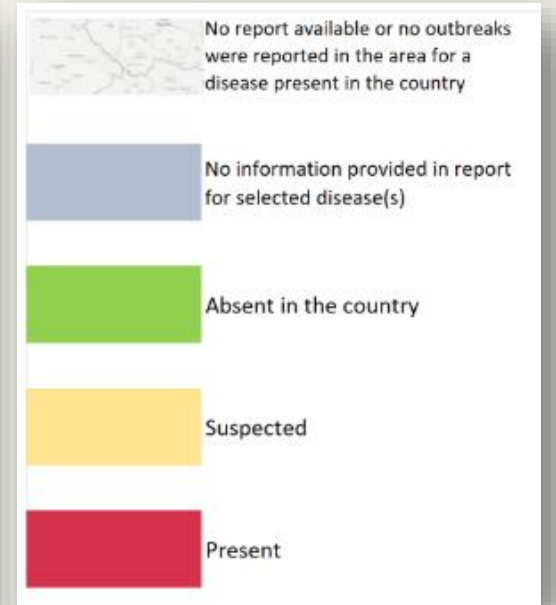 No report available or no outbreaks
were reported in the area for a
disease present in the country
No information provided in report
for selected disease(s)
Absent in the country
Suspected
Present